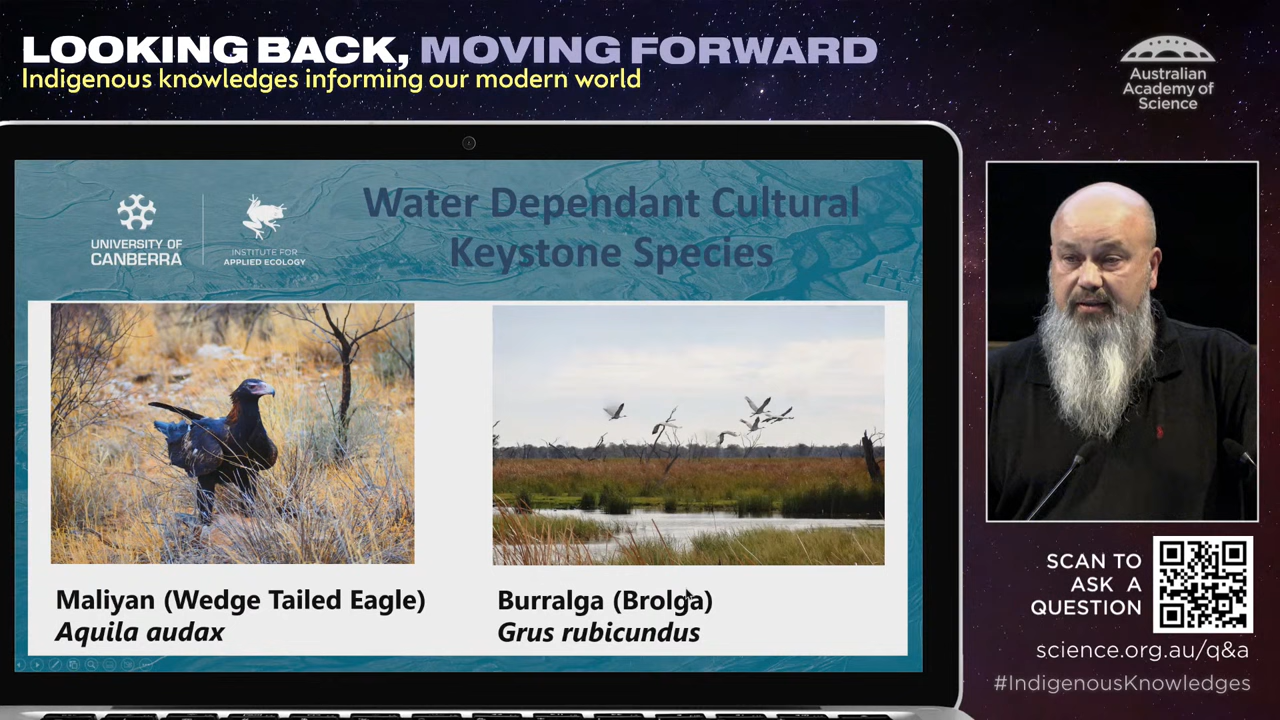 LOOKING BACK, MOVING FORWARD
Indigenous knowledges informing our modern world
Australian
Academy of
Science
UNIVERSITY OF
CANBERRA
INSTITUTE FOR
APPLIED ECOLOGY
Water Dependant Cultural
Keystone Species
Maliyan (Wedge Tailed Eagle)
Aquila audax
Burralga (Brolga)
Grus rubicundus
SCAN TO
ASK A
QUESTION
science.org.au/q&a
#IndigenousKnowledges